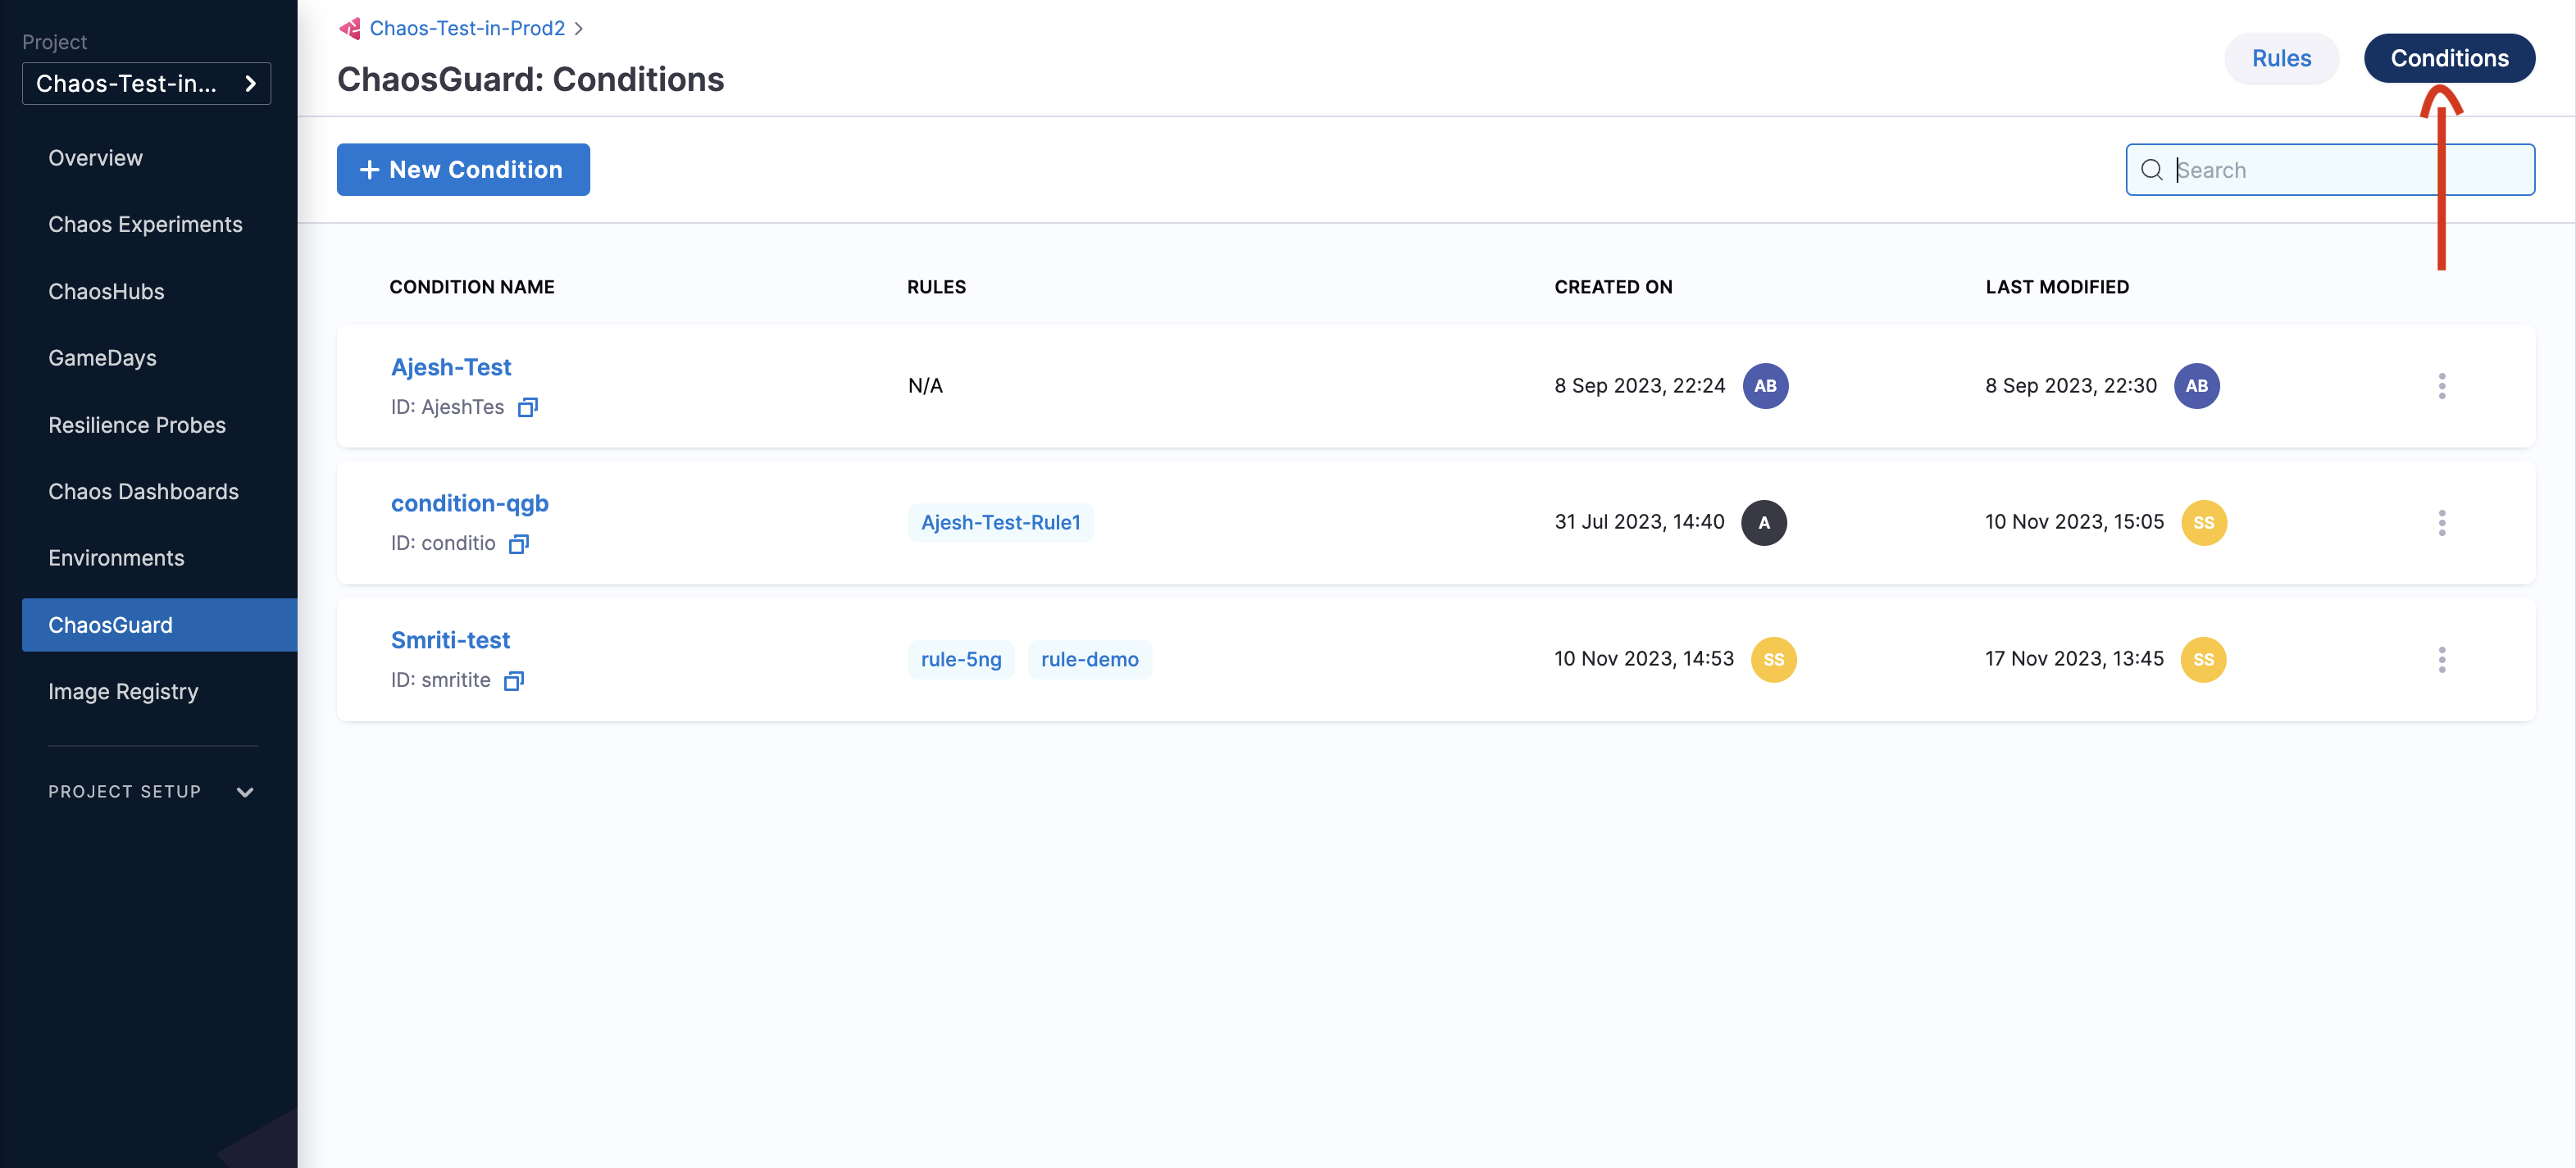 Project
Chaos-Test-in...
Overview
Chaos Experiments
ChaosHubs
GameDays
Resilience Probes
Chaos Dashboards
Environments
ChaosGuard
Image Registry
PROJECT SETUP
Chaos-Test-in-Prod2
ChaosGuard: Conditions
Rules
Conditions
+ New Condition
Search
CONDITION NAME RULES CREATED ON LAST MODIFIED
Ajesh-Test
ID: AjeshTes
N/A
8 Sep 2023, 22:24 AB
8 Sep 2023, 22:30 AB
condition-qgb
ID: conditio
Ajesh-Test-Rule1
31 Jul 2023, 14:40 A
10 Nov 2023, 15:05 SS
Smriti-test
ID: smritite
rule-5ng rule-demo
10 Nov 2023, 14:53 SS
17 Nov 2023, 13:45 SS